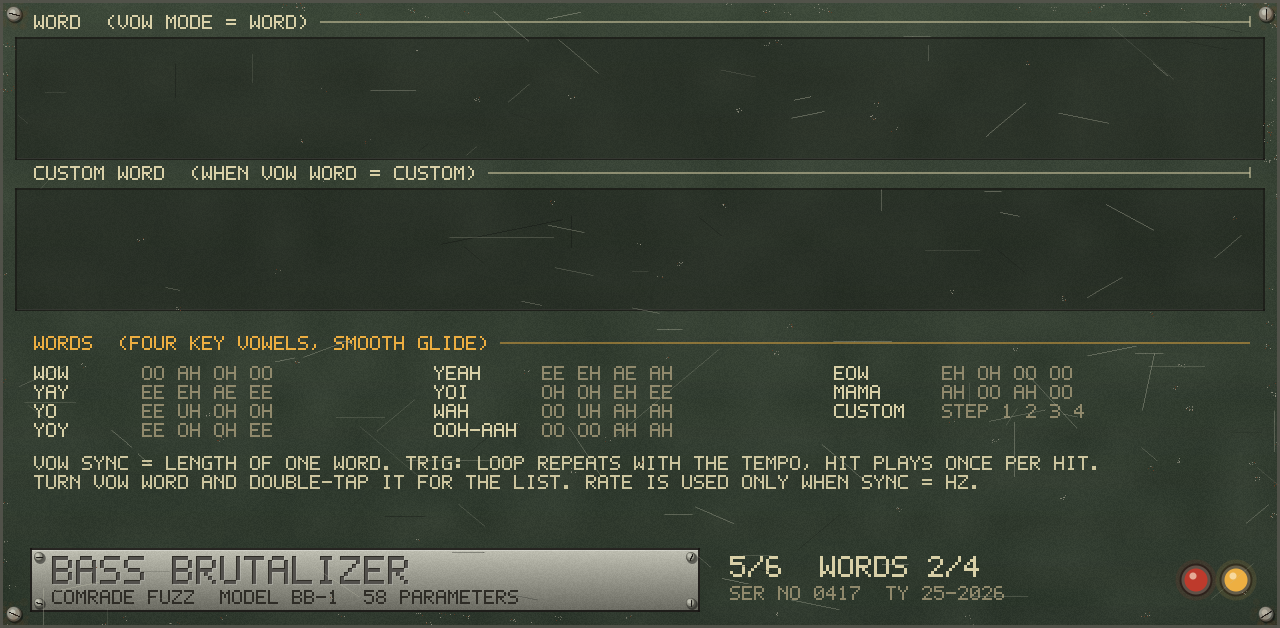 WORD (VOW MODE = WORD)
CUSTOM WORD (WHEN VOW WORD = CUSTOM)
WORDS (FOUR KEY VOWELS, SMOOTH GLIDE)
WOW OO AH OH OO YEAH EE EH AE AH EOW EH OH OO OO
YAY EE EH AE EE YOI OH OH EH EE MAMA AH OO AH OO
YO EE UH OH OH WAH OO UH AH AH CUSTOM STEP 1 2 3 4
YOY EE OH OH EE OOH-AAH OO OO AH AH
VOW SYNC = LENGTH OF ONE WORD. TRIG: LOOP REPEATS WITH THE TEMPO, HIT PLAYS ONCE PER HIT.
TURN VOW WORD AND DOUBLE-TAP IT FOR THE LIST. RATE IS USED ONLY WHEN SYNC = HZ.
BASS BRUTALIZER
COMRADE FUZZ MODEL BB-1 58 PARAMETERS
5/6 WORDS 2/4
SER NO 0417 TY 25-2026